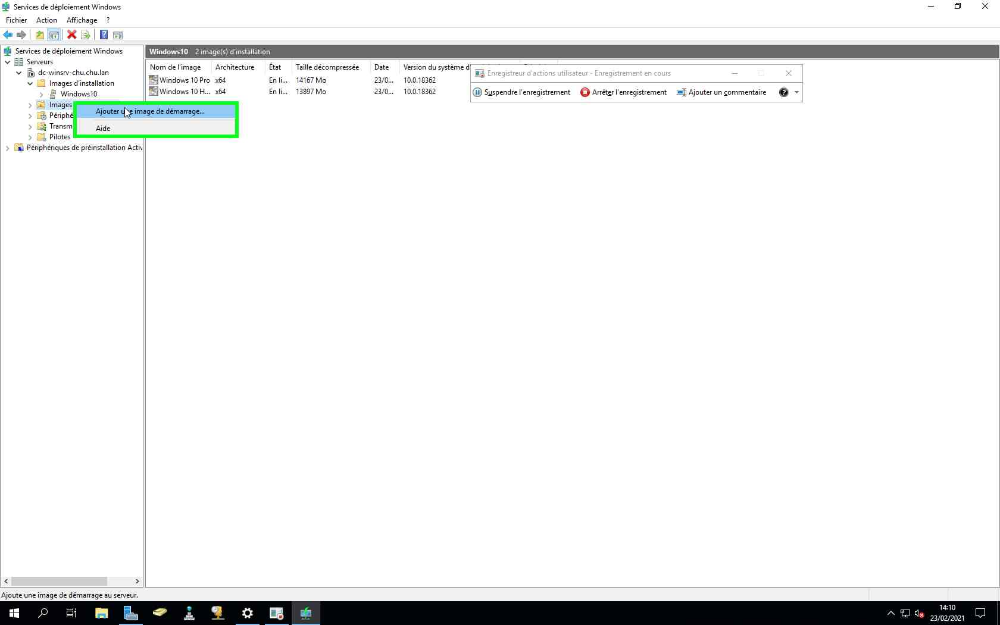 Services de déploiement Windows
Fichier Action Affichage ?
Services de déploiement Windows
Serveurs
dc-winsrv-chu.chu.lan
Images d'installation
Windows10
Images
Périphé
Transm
Pilotes
Périphériques de préinstallation Activ
Ajouter une image de démarrage...
Aide
Windows10 2 image(s) d'installation
Nom de l'image Architecture État Taille décompressée Date Version du système d
Windows 10 Pro x64 En li... 14167 Mo 23/0... 10.0.18362
Windows 10 H... x64 En li... 13897 Mo 23/0... 10.0.18362
Enregistreur d'actions utilisateur - Enregistrement en cours
Suspendre l'enregistrement Arrêter l'enregistrement Ajouter un commentaire
Ajoute une image de démarrage au serveur.
14:10
23/02/2021